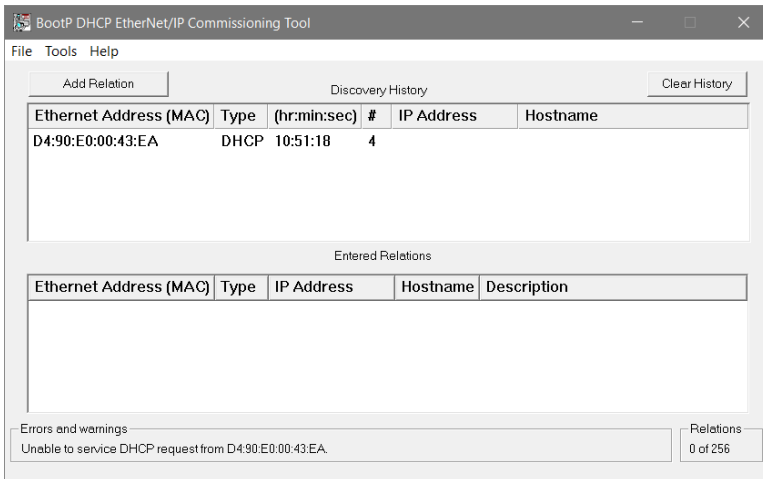 BootP DHCP EtherNet/IP Commissioning Tool
File Tools Help
Add Relation
Discovery History
Clear History
Ethernet Address (MAC) Type (hr:min:sec) # IP Address Hostname
D4:90:E0:00:43:EA DHCP 10:51:18 4
Entered Relations
Ethernet Address (MAC) Type IP Address Hostname Description
Errors and warnings
Unable to service DHCP request from D4:90:E0:00:43:EA.
Relations
0 of 256